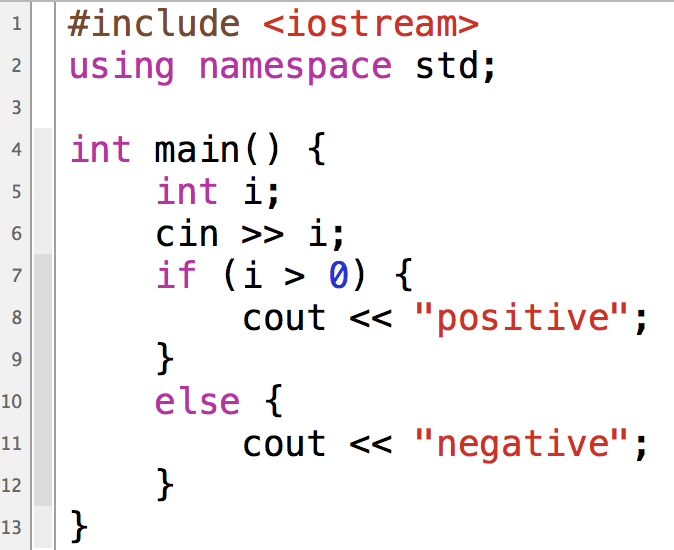 1 #include <iostream>
2 using namespace std;
3
4 int main() {
5     int i;
6     cin >> i;
7     if (i > 0) {
8         cout << "positive";
9     }
10     else {
11         cout << "negative";
12     }
13 }